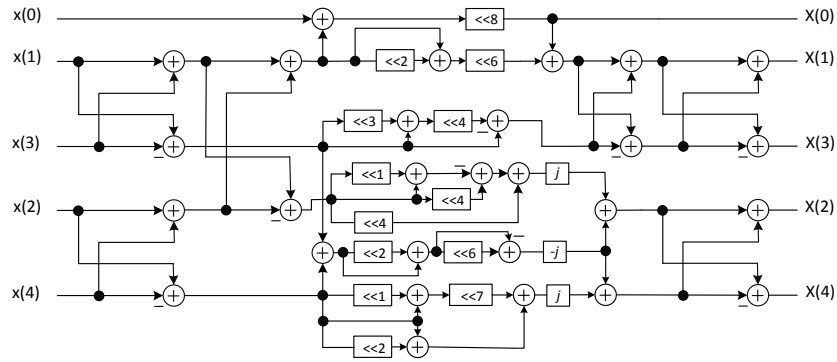 x(0) <<8 X(0)
x(1) <<2 <<6 X(1)
x(3) <<3 <<4 X(3)
<<1 j
<<4
x(2) <<4 X(2)
<<2 <<6 -j
x(4) <<1 <<7 j X(4)
<<2